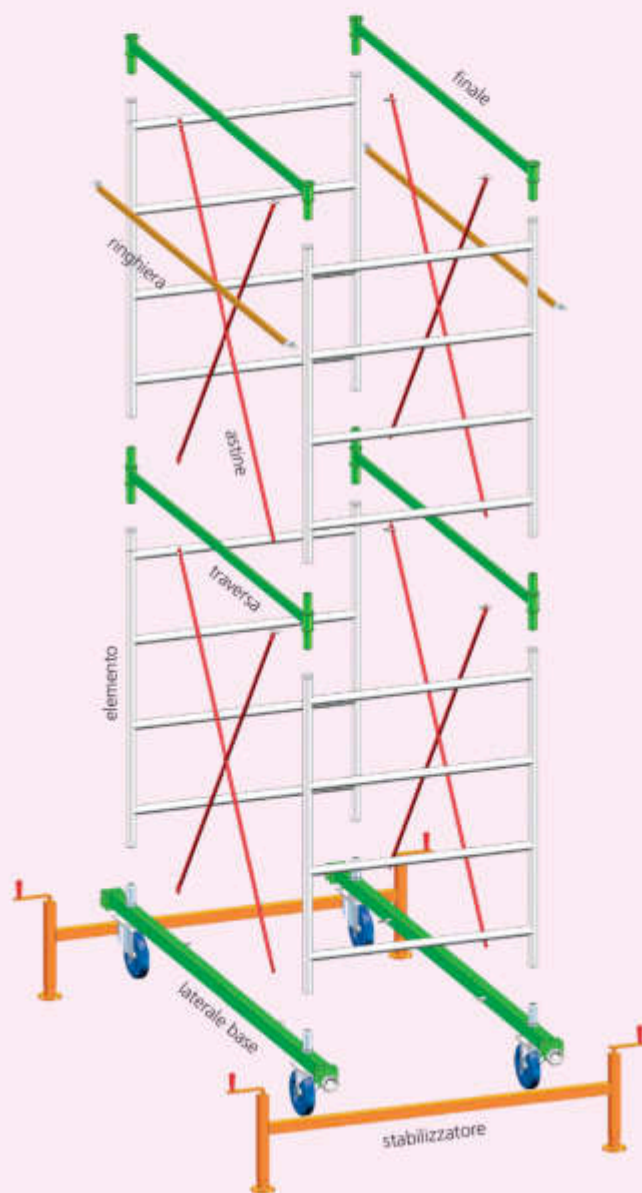 finale
ringhiera
astine
traversa
elemento
laterale base
stabilizzatore